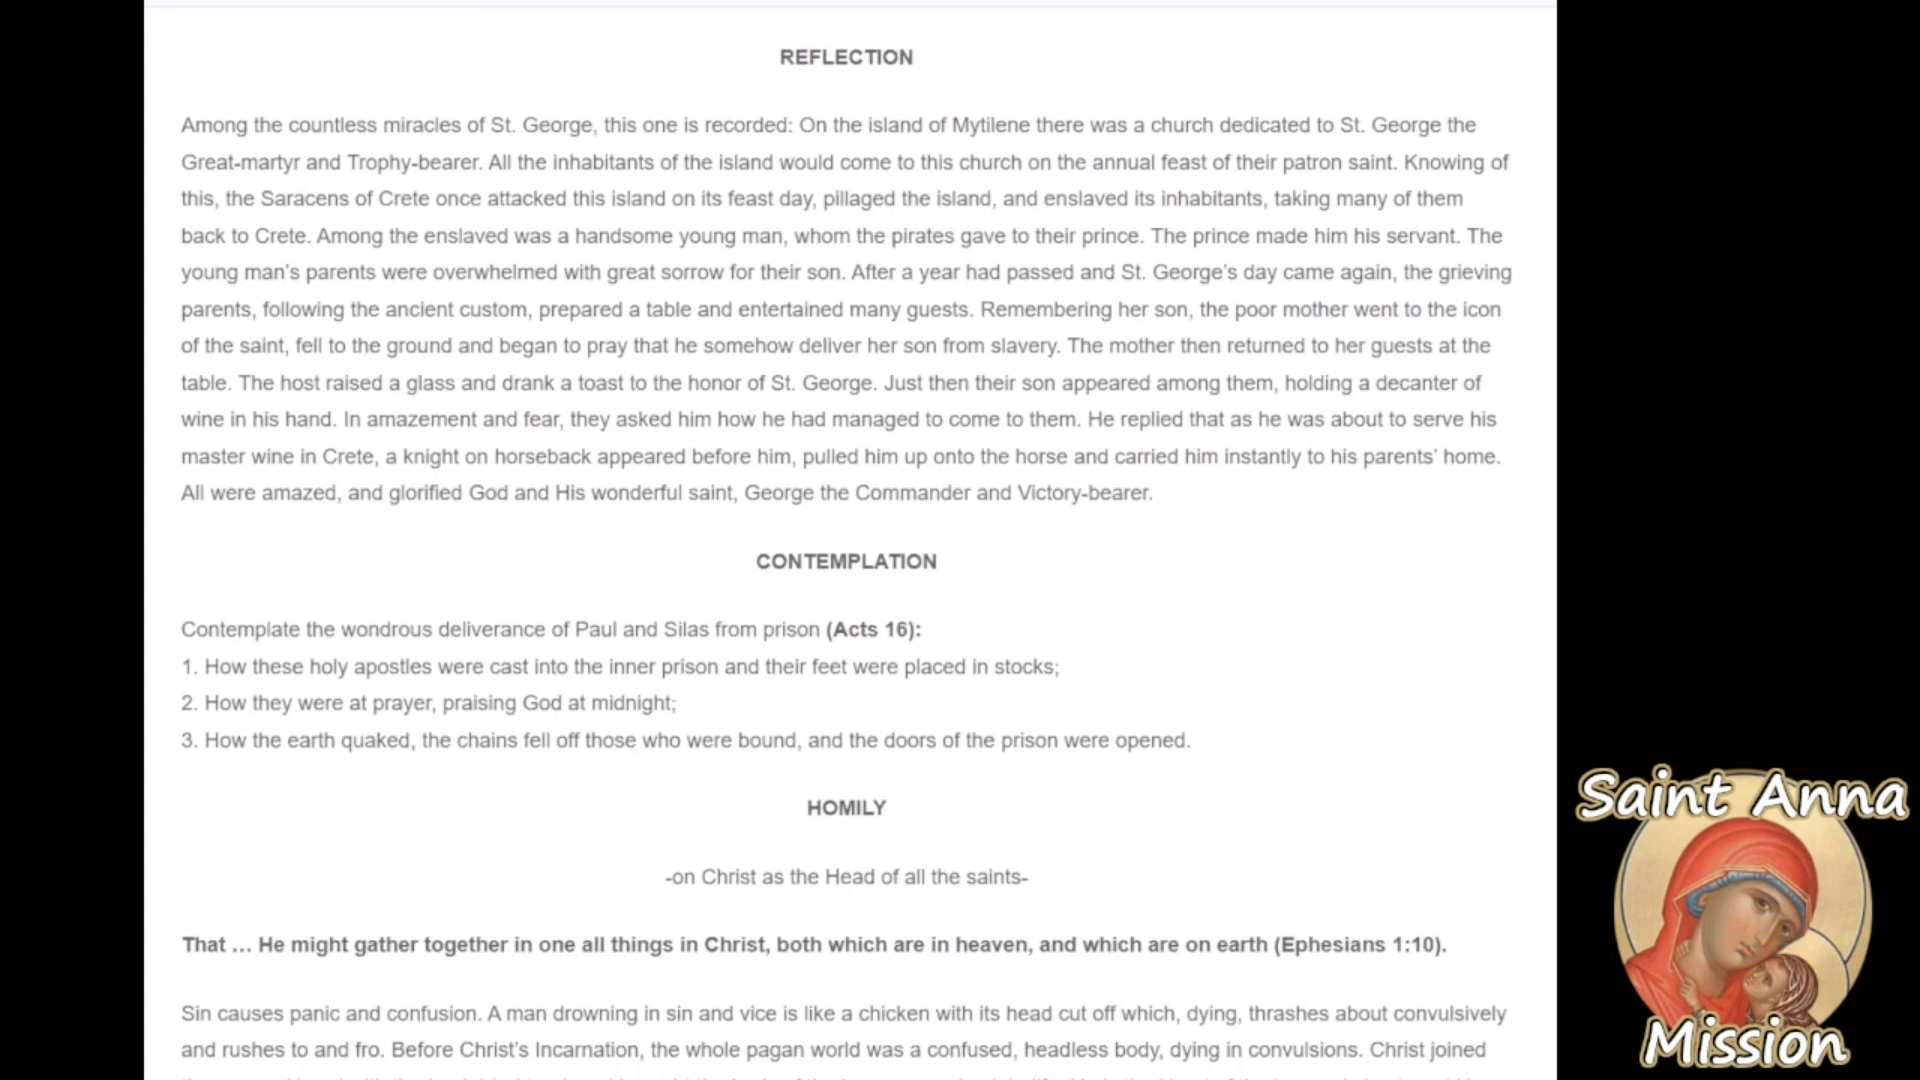 REFLECTION
Among the countless miracles of St. George, this one is recorded: On the island of Mytilene there was a church dedicated to St. George the
Great-martyr and Trophy-bearer. All the inhabitants of the island would come to this church on the annual feast of their patron saint. Knowing of
this, the Saracens of Crete once attacked this island on its feast day, pillaged the island, and enslaved its inhabitants, taking many of them
back to Crete. Among the enslaved was a handsome young man, whom the pirates gave to their prince. The prince made him his servant. The
young man's parents were overwhelmed with great sorrow for their son. After a year had passed and St. George's day came again, the grieving
parents, following the ancient custom, prepared a table and entertained many guests. Remembering her son, the poor mother went to the icon
of the saint, fell to the ground and began to pray that he somehow deliver her son from slavery. The mother then returned to her guests at the
table. The host raised a glass and drank a toast to the honor of St. George. Just then their son appeared among them, holding a decanter of
wine in his hand. In amazement and fear, they asked him how he had managed to come to them. He replied that as he was about to serve his
master wine in Crete, a knight on horseback appeared before him, pulled him up onto the horse and carried him instantly to his parents' home.
All were amazed, and glorified God and His wonderful saint, George the Commander and Victory-bearer.
CONTEMPLATION
Contemplate the wondrous deliverance of Paul and Silas from prison (Acts 16):
1. How these holy apostles were cast into the inner prison and their feet were placed in stocks;
2. How they were at prayer, praising God at midnight;
3. How the earth quaked, the chains fell off those who were bound, and the doors of the prison were opened.
HOMILY
-on Christ as the Head of all the saints-
That … He might gather together in one all things in Christ, both which are in heaven, and which are on earth (Ephesians 1:10).
Sin causes panic and confusion. A man drowning in sin and vice is like a chicken with its head cut off which, dying, thrashes about convulsively
and rushes to and fro. Before Christ's Incarnation, the whole pagan world was a confused, headless body, dying in convulsions. Christ joined
Saint Anna
Mission